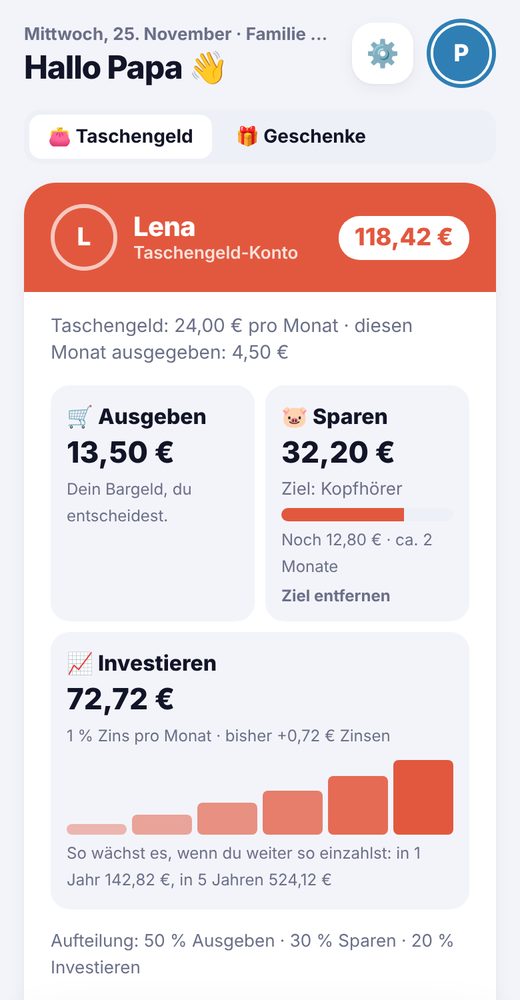 Mittwoch, 25. November · Familie ...
Hallo Papa 👋
P
👛 Taschengeld
🎁 Geschenke
L
Lena
Taschengeld-Konto
118,42 €
Taschengeld: 24,00 € pro Monat · diesen
Monat ausgegeben: 4,50 €
🛒 Ausgeben
13,50 €
Dein Bargeld, du
entscheidest.
🐷 Sparen
32,20 €
Ziel: Kopfhörer
Noch 12,80 € · ca. 2
Monate
Ziel entfernen
📈 Investieren
72,72 €
1 % Zins pro Monat · bisher +0,72 € Zinsen
So wächst es, wenn du weiter so einzahlst: in 1
Jahr 142,82 €, in 5 Jahren 524,12 €
Aufteilung: 50 % Ausgeben · 30 % Sparen · 20 %
Investieren